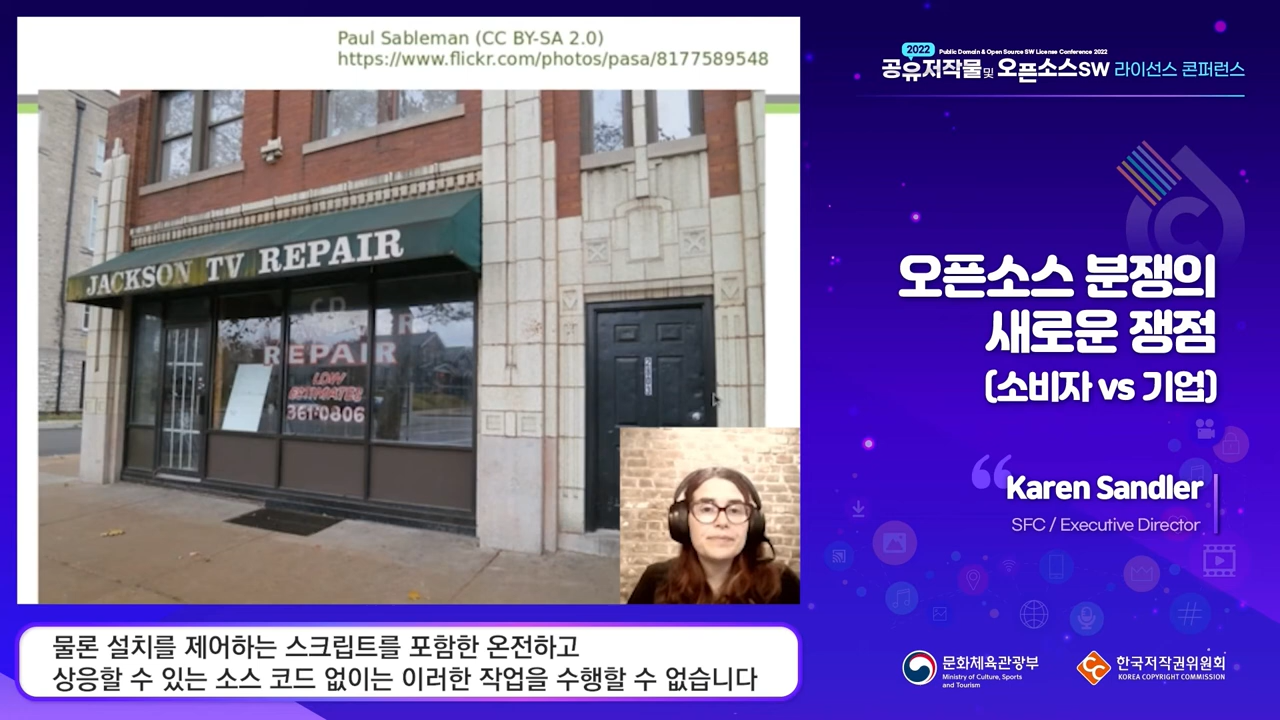 Paul Sableman (CC BY-SA 2.0)
https://www.flickr.com/photos/pasa/8177589548
JACKSON TV REPAIR
CD
REPAIR
LOW
ESTIMATES
361-0806
물론 설치를 제어하는 스크립트를 포함한 온전하고
상응할 수 있는 소스 코드 없이는 이러한 작업을 수행할 수 없습니다
2022 Public Domain & Open Source SW License Conference 2022
공유저작물 및 오픈소스SW 라이선스 콘퍼런스
오픈소스 분쟁의
새로운 쟁점
(소비자 vs 기업)
Karen Sandler
SFC / Executive Director
문화체육관광부
Ministry of Culture, Sports
and Tourism
한국저작권위원회
KOREA COPYRIGHT COMMISSION